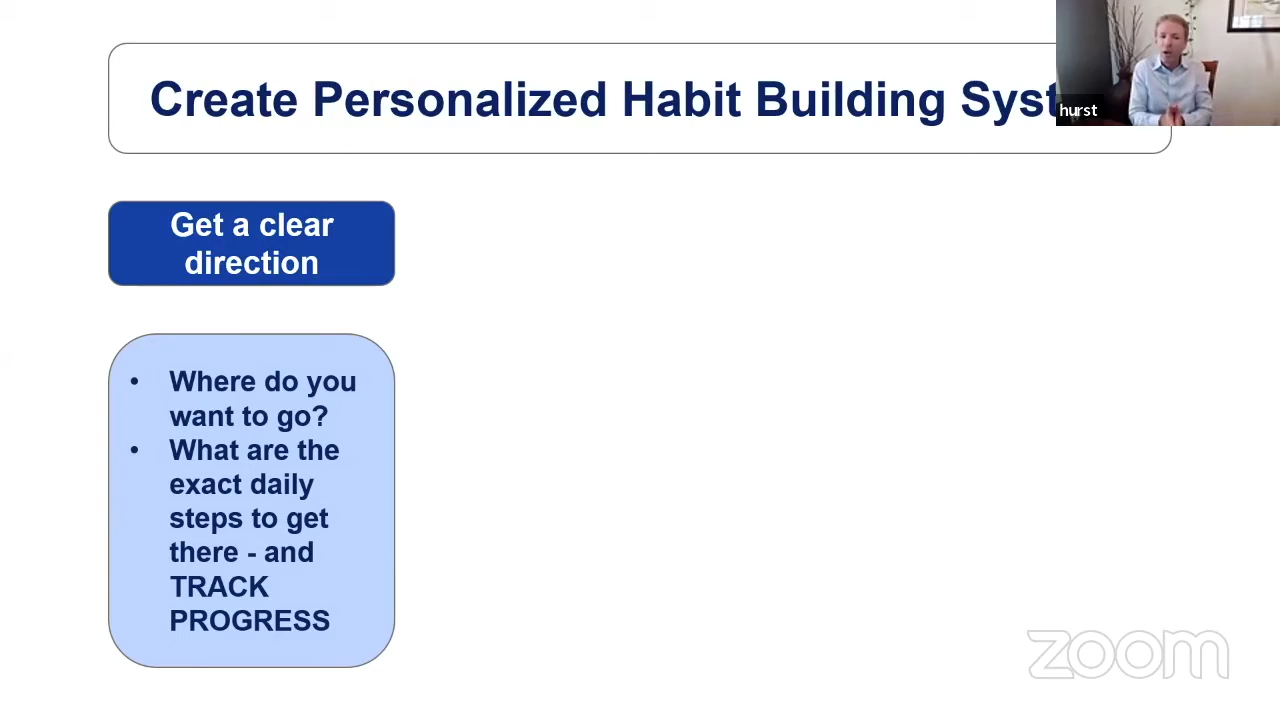 Create Personalized Habit Building Syst
hurst
Get a clear
direction
• Where do you
want to go?
• What are the
exact daily
steps to get
there - and
TRACK
PROGRESS
zoom